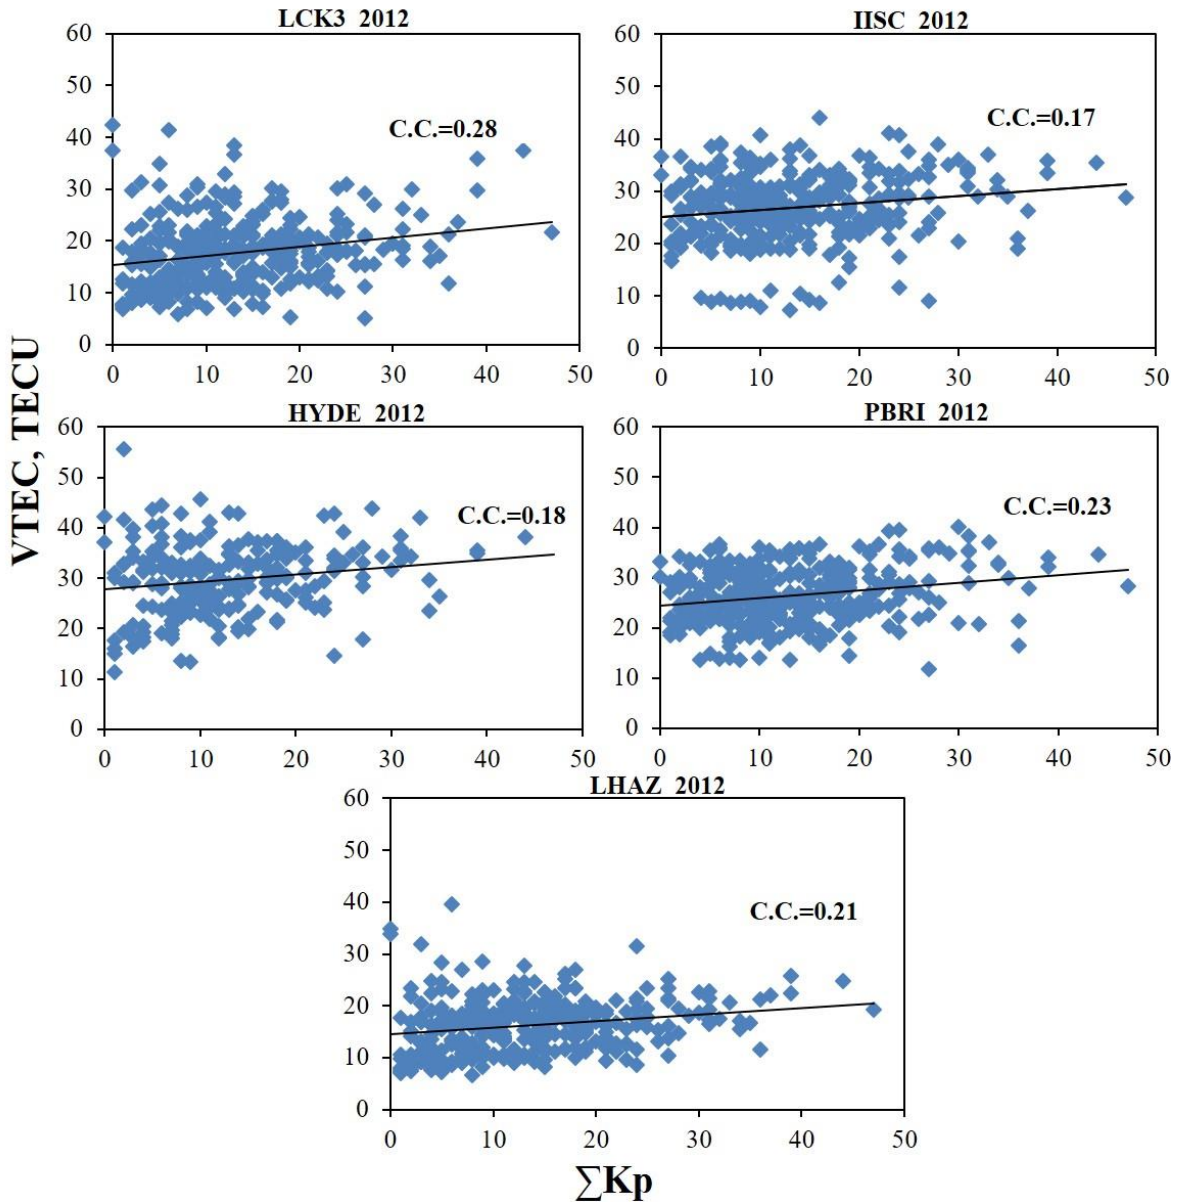 LCK3 2012
60
50
40
30
20
10
0
C.C.=0.28
0 10 20 30 40 50
IISC 2012
60
50
40
30
20
10
0
C.C.=0.17
0 10 20 30 40 50
VTEC, TECU
HYDE 2012
60
50
40
30
20
10
0
C.C.=0.18
0 10 20 30 40 50
PBRI 2012
60
50
40
30
20
10
0
C.C.=0.23
0 10 20 30 40 50
LHAZ 2012
60
50
40
30
20
10
0
C.C.=0.21
0 10 20 30 40 50
∑Kp